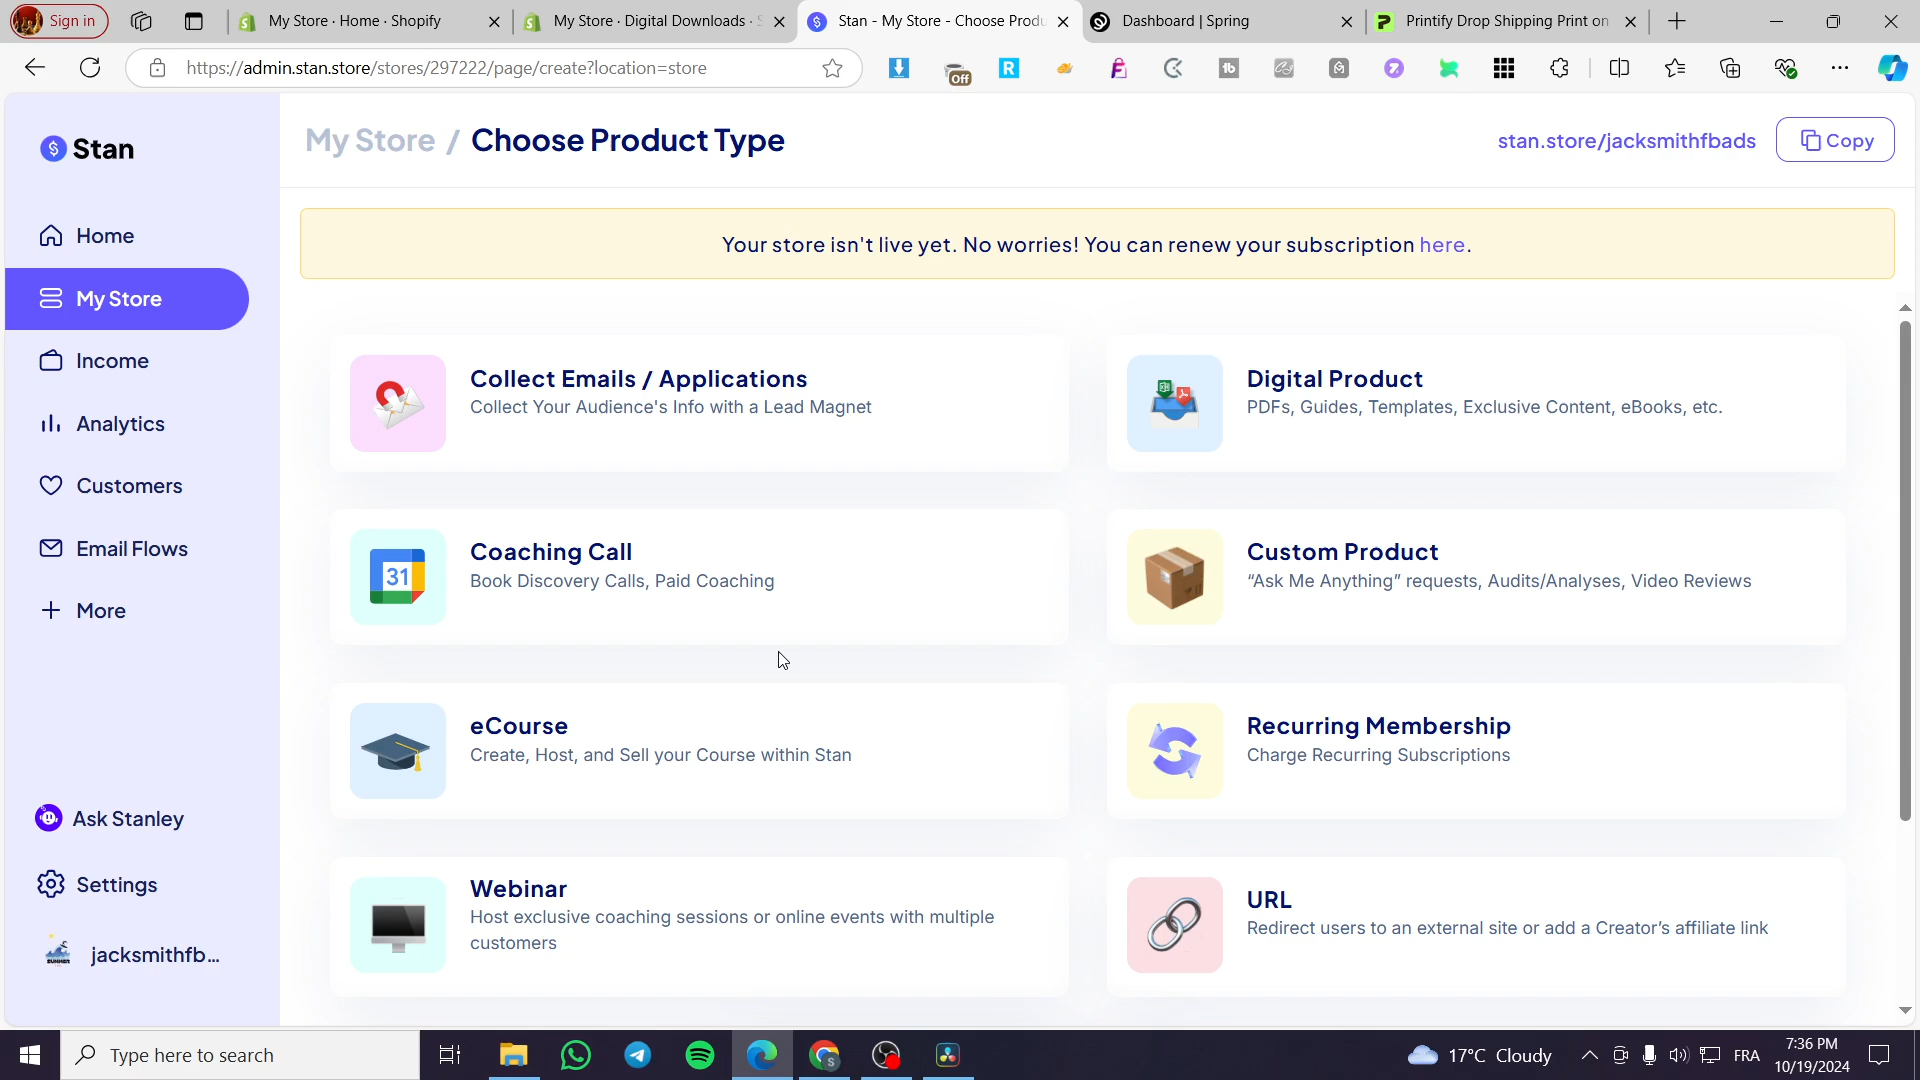 Sign in
My Store · Home · Shopify
My Store · Digital Downloads ·
Stan - My Store - Choose Produ
Dashboard | Spring
Printify Drop Shipping Print on
https://admin.stan.store/stores/297222/page/create?location=store
Off
Stan
My Store / Choose Product Type
stan.store/jacksmithfbads
Copy
Your store isn't live yet. No worries! You can renew your subscription here.
Home
My Store
Income
Analytics
Customers
Email Flows
More
Ask Stanley
Settings
jacksmithfb...
Collect Emails / Applications
Collect Your Audience's Info with a Lead Magnet
Digital Product
PDFs, Guides, Templates, Exclusive Content, eBooks, etc.
31
Coaching Call
Book Discovery Calls, Paid Coaching
Custom Product
“Ask Me Anything” requests, Audits/Analyses, Video Reviews
eCourse
Create, Host, and Sell your Course within Stan
Recurring Membership
Charge Recurring Subscriptions
Webinar
Host exclusive coaching sessions or online events with multiple
customers
URL
Redirect users to an external site or add a Creator’s affiliate link
Type here to search
17°C Cloudy
FRA
7:36 PM
10/19/2024